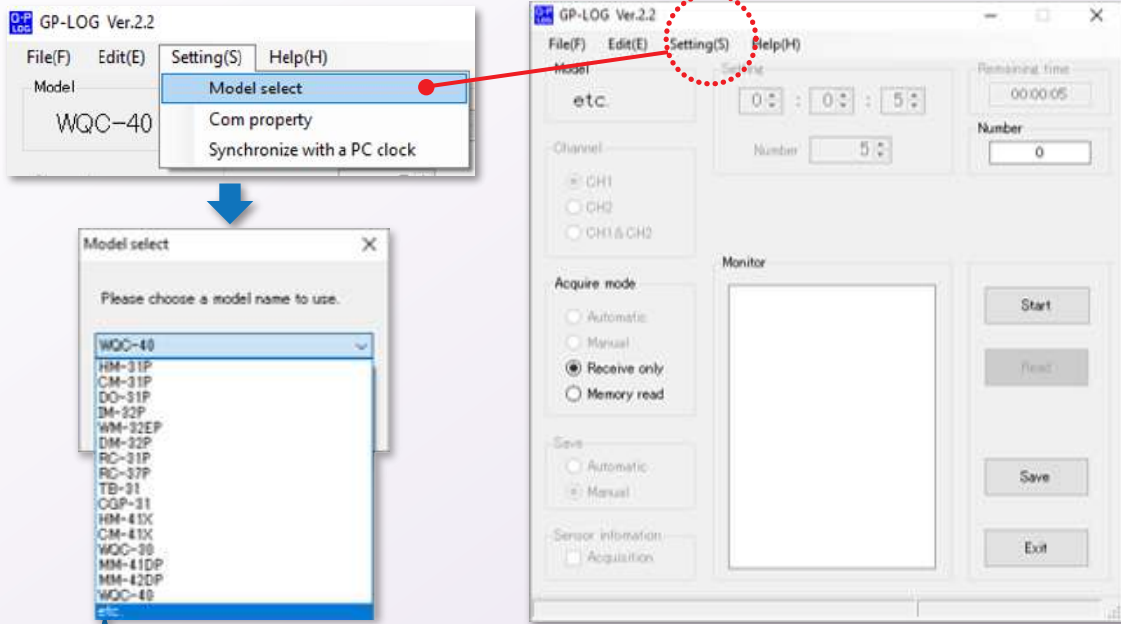 GP-LOG Ver.2.2
File(F) Edit(E) Setting(S) Help(H)
Model
WQC-40
Model select
Com property
Synchronize with a PC clock
Model select
Please choose a model name to use.
WQC-40
HM-31P
CM-31P
DO-31P
IM-32P
WM-32EP
DM-32P
RC-31P
RC-37P
TB-31
CGP-31
HM-41X
CM-41X
WQC-30
MM-41DP
MM-42DP
WQC-40
etc.
GP-LOG Ver.2.2
File(F) Edit(E) Setting(S) Help(H)
Model
etc.
Setting
0 : 0 : 5
Number 5
Remaining time
00:00:05
Number
0
Channel
CH1
CH2
CH1&CH2
Acquire mode
Automatic
Manual
Receive only
Memory read
Save
Automatic
Manual
Sensor infomation
Acquisition
Monitor
Start
Read
Save
Exit